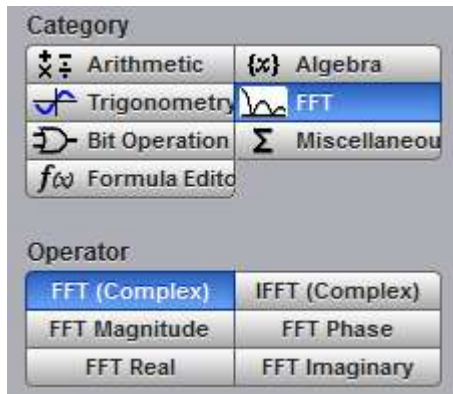 Category
Arithmetic {x} Algebra
Trigonometry FFT
Bit Operation Σ Miscellaneou
f(x) Formula Edito
Operator
FFT (Complex) IFFT (Complex)
FFT Magnitude FFT Phase
FFT Real FFT Imaginary